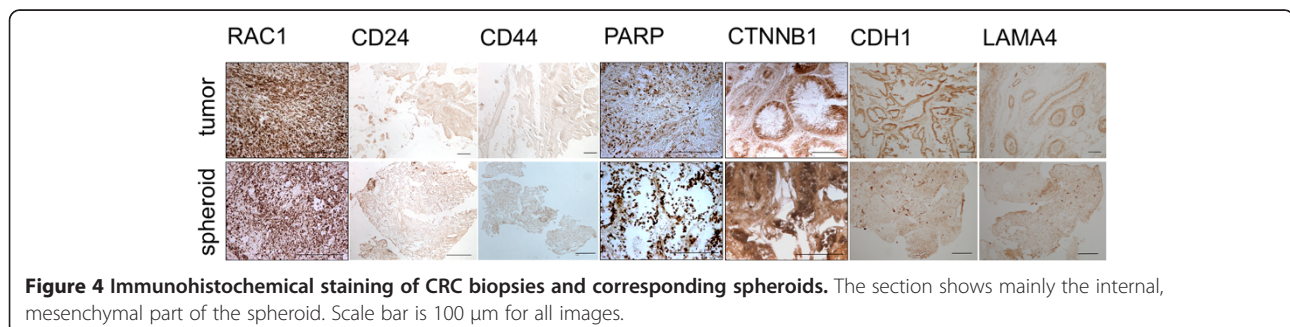 RAC1 CD24 CD44 PARP CTNNB1 CDH1 LAMA4
tumor
spheroid
Figure 4 Immunohistochemical staining of CRC biopsies and corresponding spheroids. The section shows mainly the internal,
mesenchymal part of the spheroid. Scale bar is 100 μm for all images.